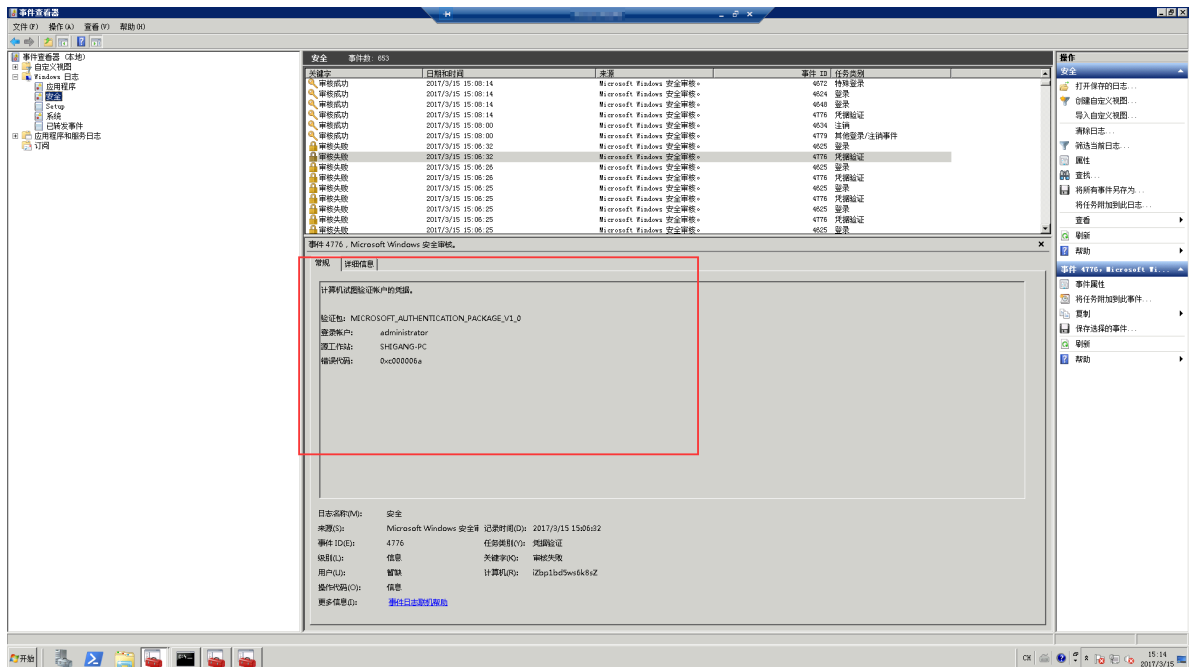 事件查看器
文件(F) 操作(A) 查看(V) 帮助(H)
事件查看器 (本地)
自定义视图
Windows 日志
应用程序
安全
Setup
系统
已转发事件
应用程序和服务日志
订阅
安全 事件数: 653
关键字 日期和时间 来源 事件 ID 任务类别
审核成功 2017/3/15 15:08:14 Microsoft Windows 安全审核。 4672 特殊登录
审核成功 2017/3/15 15:08:14 Microsoft Windows 安全审核。 4624 登录
审核成功 2017/3/15 15:08:14 Microsoft Windows 安全审核。 4648 登录
审核成功 2017/3/15 15:08:14 Microsoft Windows 安全审核。 4776 凭据验证
审核成功 2017/3/15 15:08:00 Microsoft Windows 安全审核。 4634 注销
审核成功 2017/3/15 15:08:00 Microsoft Windows 安全审核。 4779 其他登录/注销事件
审核失败 2017/3/15 15:06:32 Microsoft Windows 安全审核。 4625 登录
审核失败 2017/3/15 15:06:32 Microsoft Windows 安全审核。 4776 凭据验证
审核失败 2017/3/15 15:06:26 Microsoft Windows 安全审核。 4625 登录
审核失败 2017/3/15 15:06:26 Microsoft Windows 安全审核。 4776 凭据验证
审核失败 2017/3/15 15:06:25 Microsoft Windows 安全审核。 4625 登录
审核失败 2017/3/15 15:06:25 Microsoft Windows 安全审核。 4776 凭据验证
审核失败 2017/3/15 15:06:25 Microsoft Windows 安全审核。 4625 登录
审核失败 2017/3/15 15:06:25 Microsoft Windows 安全审核。 4776 凭据验证
审核失败 2017/3/15 15:06:25 Microsoft Windows 安全审核。 4625 登录
事件 4776，Microsoft Windows 安全审核。
常规 详细信息
计算机试图验证帐户的凭据。
验证包: MICROSOFT_AUTHENTICATION_PACKAGE_V1_0
登录帐户: administrator
源工作站: SHIGANG-PC
错误代码: 0xc000006a
日志名称(M): 安全
来源(S): Microsoft Windows 安全审 记录时间(D): 2017/3/15 15:06:32
事件 ID(E): 4776 任务类别(Y): 凭据验证
级别(L): 信息 关键字(K): 审核失败
用户(U): 暂缺 计算机(R): iZbp1bd5ws6k8sZ
操作代码(O): 信息
更多信息(I): 事件日志联机帮助
操作
安全
打开保存的日志...
创建自定义视图...
导入自定义视图...
清除日志...
筛选当前日志...
属性
查找...
将所有事件另存为...
将任务附加到此日志...
查看
刷新
帮助
事件 4776，Microsoft Wi...
事件属性
将任务附加到此事件...
复制
保存选择的事件...
刷新
帮助
开始
CH
15:14
2017/3/15